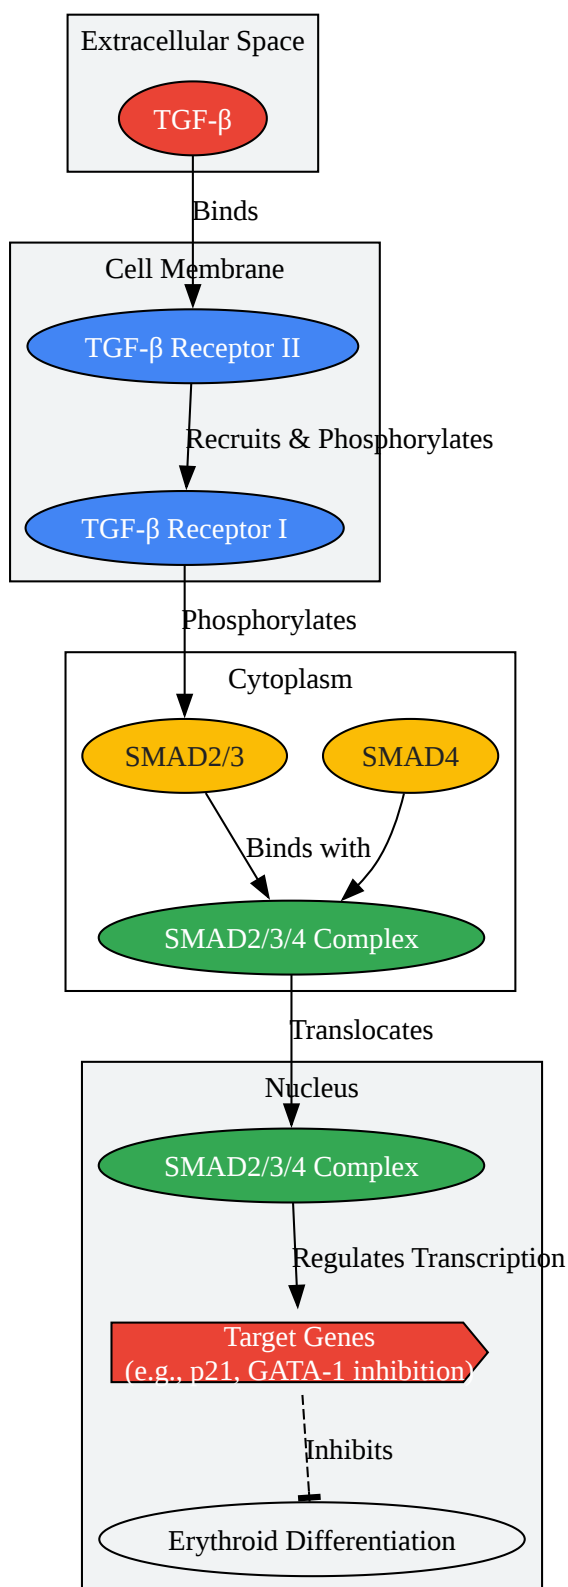 Extracellular Space
TGF-β
Binds
Cell Membrane
TGF-β Receptor II
Recruits & Phosphorylates
TGF-β Receptor I
Phosphorylates
Cytoplasm
SMAD2/3
SMAD4
Binds with
SMAD2/3/4 Complex
Translocates
Nucleus
SMAD2/3/4 Complex
Regulates Transcription
Target Genes
(e.g., p21, GATA-1 inhibition)
Inhibits
Erythroid Differentiation